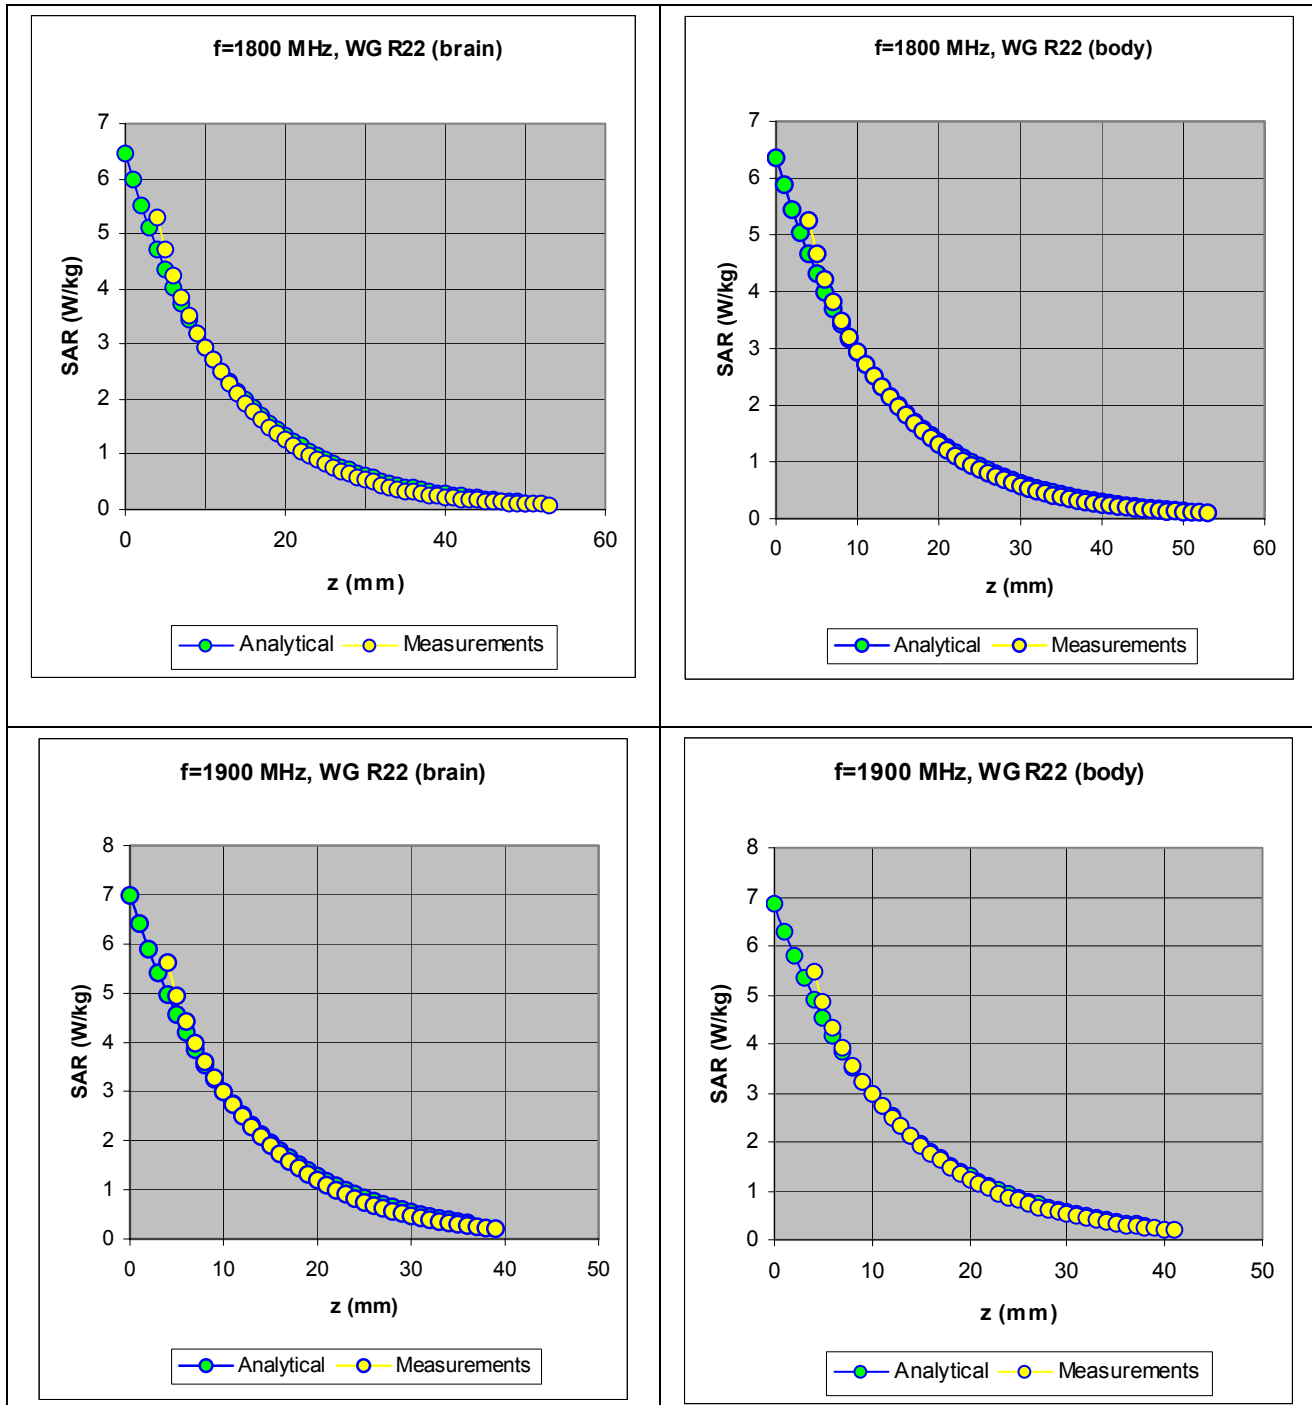 f=1800 MHz, WG R22 (brain)
7
6
5
4
3
2
1
0
SAR (W/kg)
0 20 40 60
z (mm)
Analytical Measurements
f=1800 MHz, WG R22 (body)
7
6
5
4
3
2
1
0
SAR (W/kg)
0 10 20 30 40 50 60
z (mm)
Analytical Measurements
f=1900 MHz, WG R22 (brain)
8
7
6
5
4
3
2
1
0
SAR (W/kg)
0 10 20 30 40 50
z (mm)
Analytical Measurements
f=1900 MHz, WG R22 (body)
8
7
6
5
4
3
2
1
0
SAR (W/kg)
0 10 20 30 40 50
z (mm)
Analytical Measurements